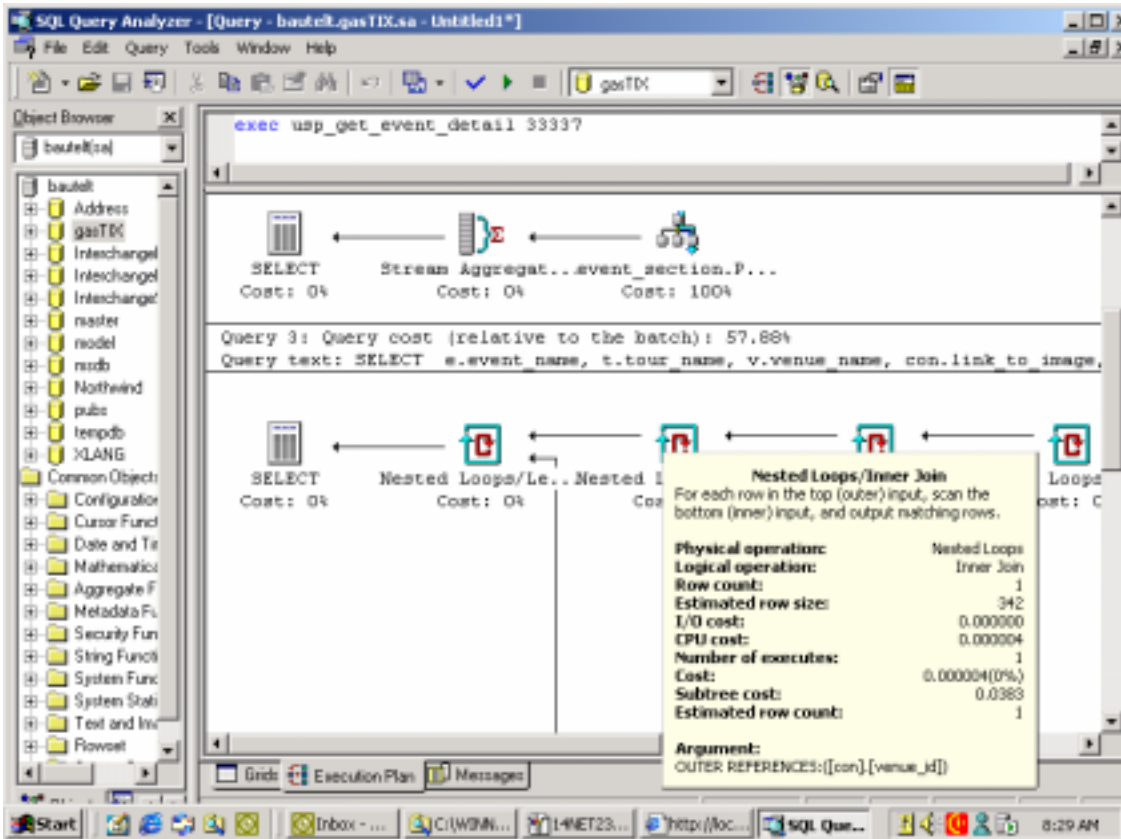 SQL Query Analyzer - [Query - bautelt.gasTIX.sa - Untitled1*]
File Edit Query Tools Window Help
gasTIX
Object Browser
bautelt(sa)
exec usp_get_event_detail 33337
bautelt
Address
gasTIX
Interchange
Interchange
Interchange
master
model
msdb
Northwind
pubs
tempdb
XLANG
Common Objects
Configuration
Cursor Funct
Date and Tim
Mathematica
Aggregate F
Metadata Fu
Security Fun
String Functi
System Func
System Stati
Text and Im
Rowset
SELECT
Cost: 0%
Stream Aggregat...
Cost: 0%
event_section.P...
Cost: 100%
Query 3: Query cost (relative to the batch): 57.88%
Query text: SELECT e.event_name, t.tour_name, v.venue_name, con.link_to_image,
SELECT
Cost: 0%
Nested Loops/Le...
Cost: 0%
Nested L
Cos
Loops
ost: 0
Nested Loops/Inner Join
For each row in the top (outer) input, scan the
bottom (inner) input, and output matching rows.
Physical operation: Nested Loops
Logical operation: Inner Join
Row count: 1
Estimated row size: 342
I/O cost: 0.000000
CPU cost: 0.000004
Number of executes: 1
Cost: 0.000004(0%)
Subtree cost: 0.0383
Estimated row count: 1
Argument:
OUTER REFERENCES:([con].[venue_id])
Grids Execution Plan Messages
Start Inbox - ... C:\WINN... 14NET23... http://loc... SQL Que... 8:29 AM